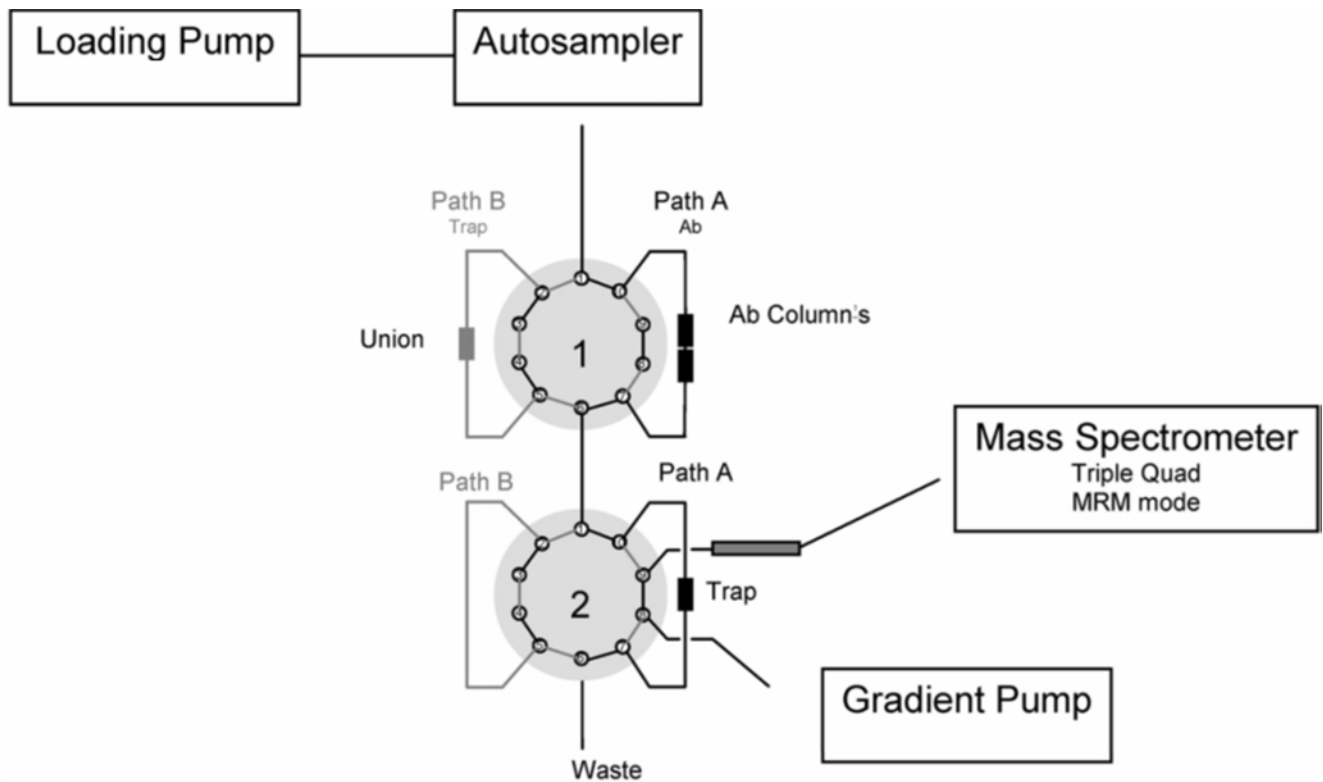 Loading Pump
Autosampler
Path B
Trap
Path A
Ab
Union
1
Ab Column's
Path B
Path A
Mass Spectrometer
Triple Quad
MRM mode
2
Trap
Gradient Pump
Waste